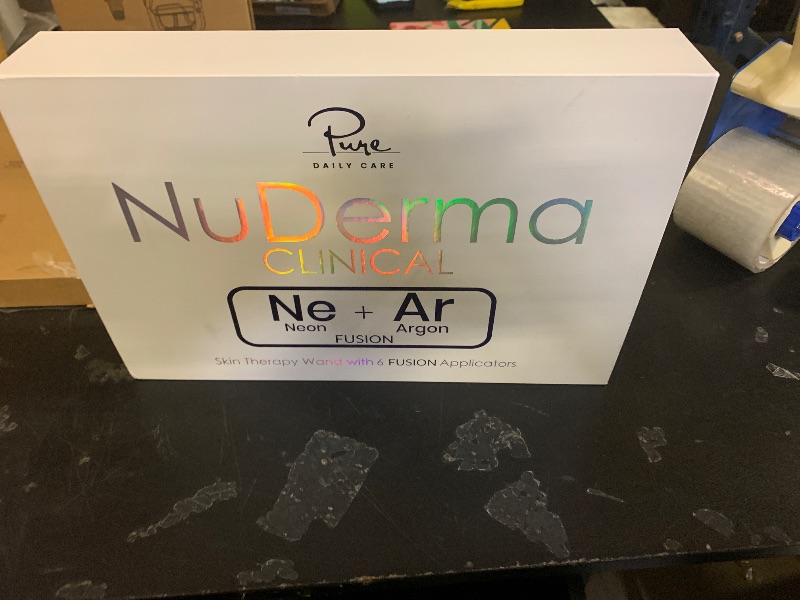 Pure
DAILY CARE
NuDerma
CLINICAL
Ne + Ar
Neon Argon
FUSION
Skin Therapy Wand with 6 FUSION Applicators